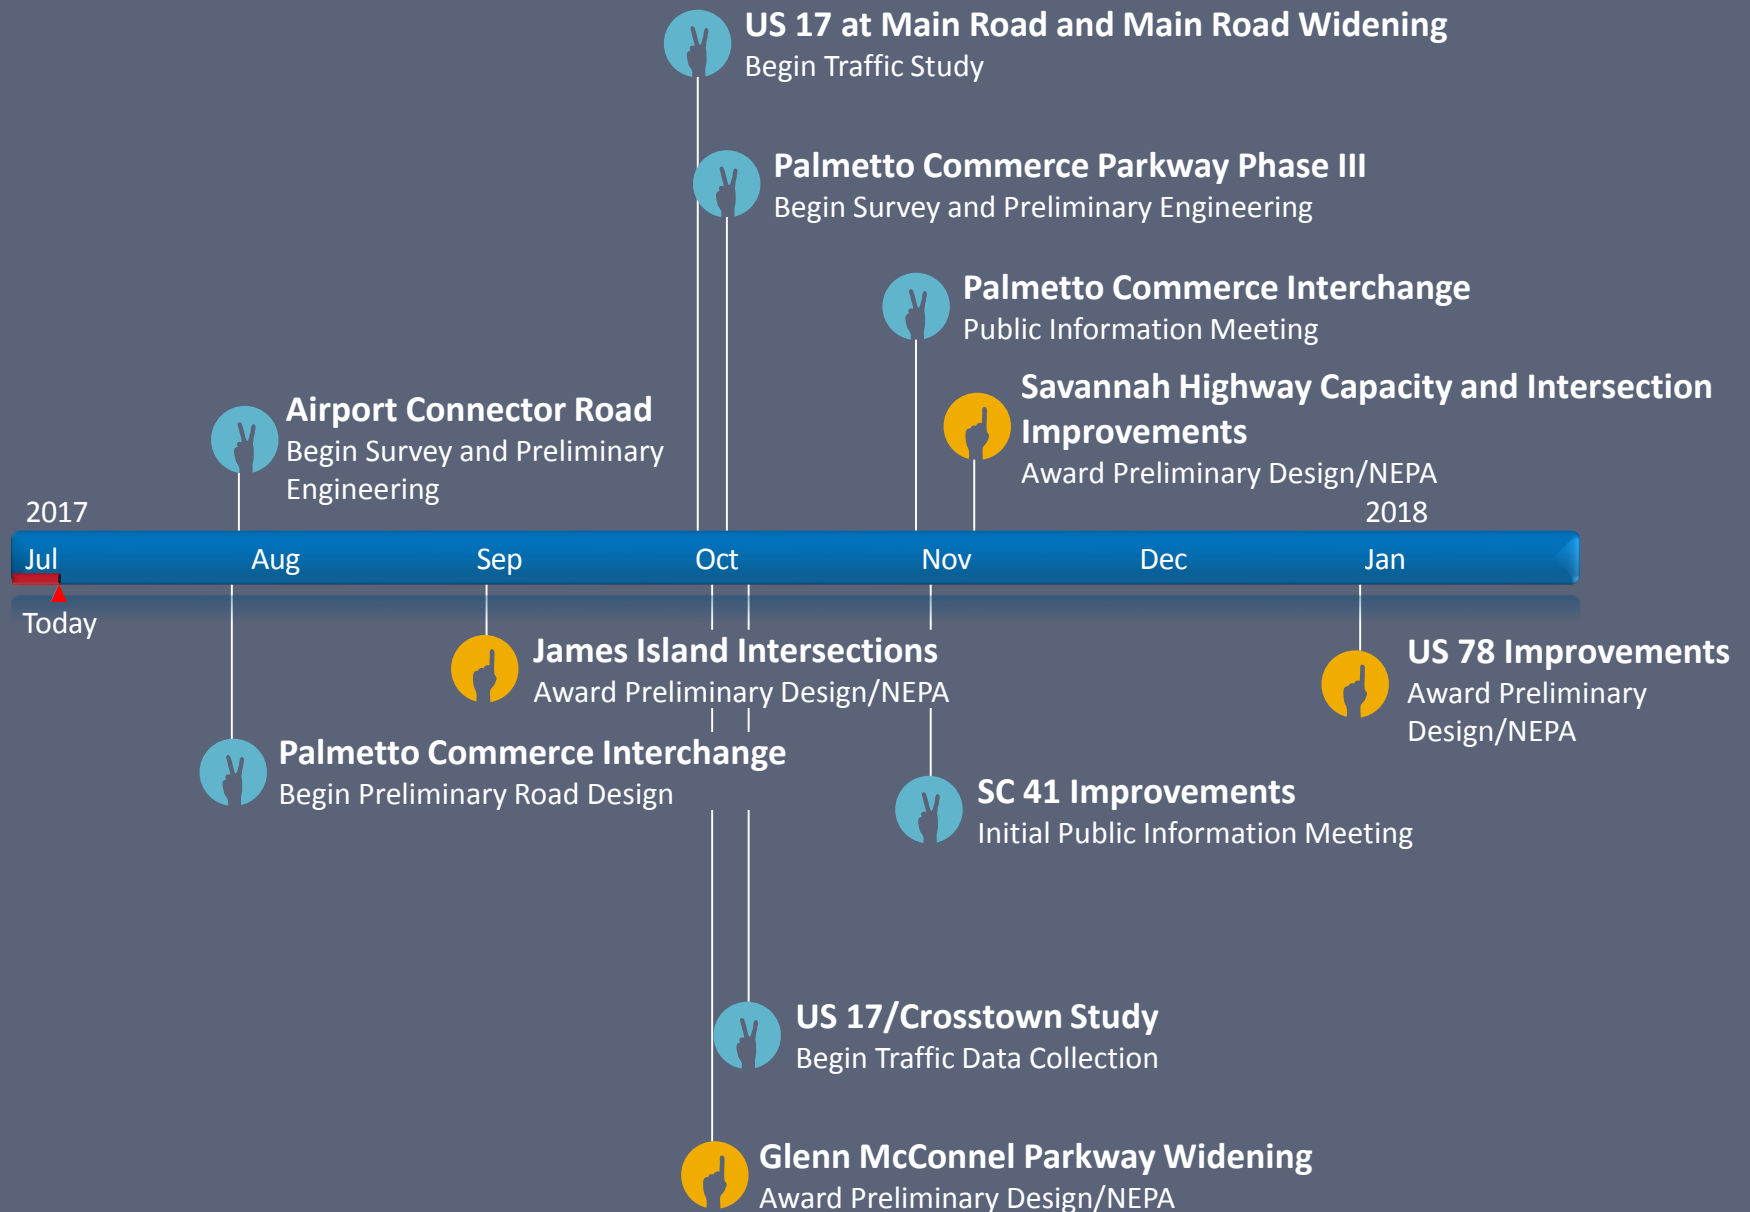 US 17 at Main Road and Main Road Widening
Begin Traffic Study
Palmetto Commerce Parkway Phase III
Begin Survey and Preliminary Engineering
Palmetto Commerce Interchange
Public Information Meeting
Savannah Highway Capacity and Intersection
Improvements
Award Preliminary Design/NEPA
Airport Connector Road
Begin Survey and Preliminary
Engineering
2017
2018
Jul Aug Sep Oct Nov Dec Jan
Today
James Island Intersections
Award Preliminary Design/NEPA
US 78 Improvements
Award Preliminary
Design/NEPA
Palmetto Commerce Interchange
Begin Preliminary Road Design
SC 41 Improvements
Initial Public Information Meeting
US 17/Crosstown Study
Begin Traffic Data Collection
Glenn McConnel Parkway Widening
Award Preliminary Design/NEPA